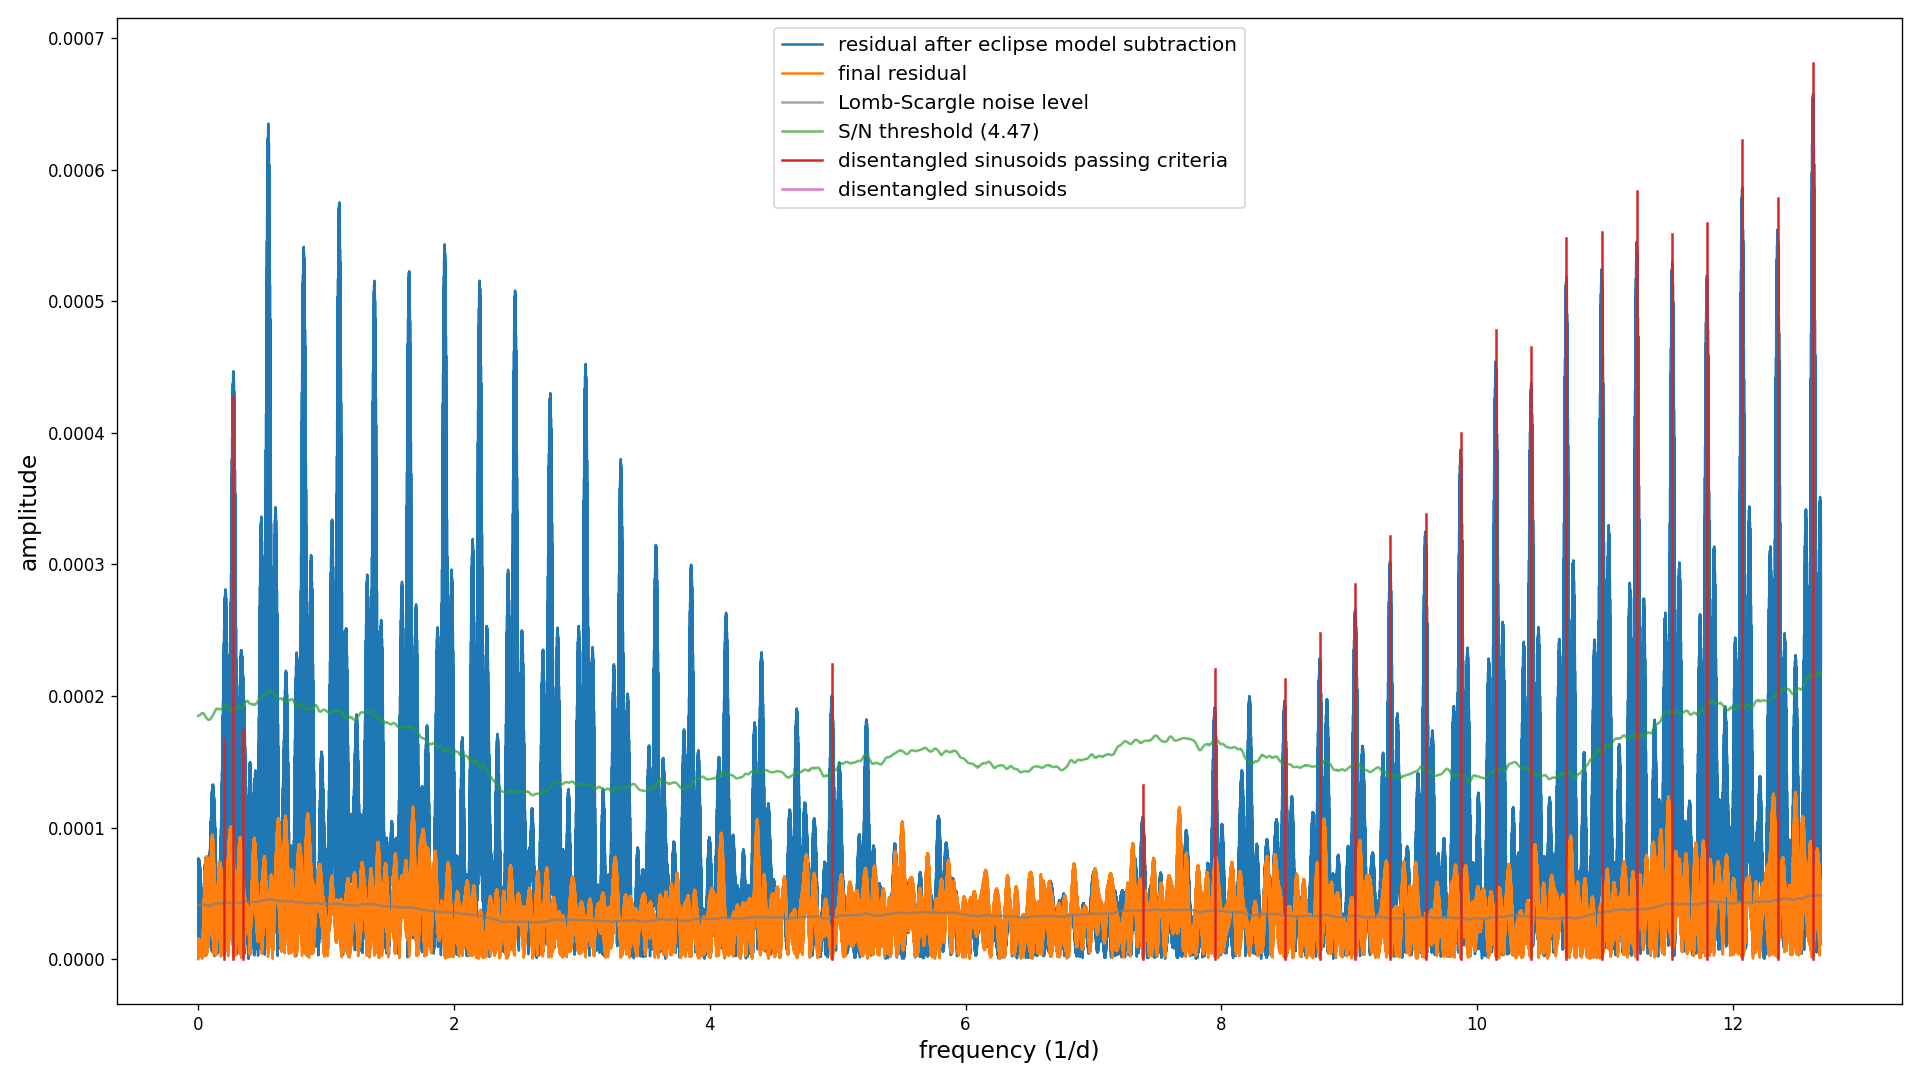 residual after eclipse model subtraction
final residual
Lomb-Scargle noise level
S/N threshold (4.47)
disentangled sinusoids passing criteria
disentangled sinusoids
0.0007
0.0006
0.0005
0.0004
0.0003
0.0002
0.0001
0.0000
amplitude
0 2 4 6 8 10 12
frequency (1/d)